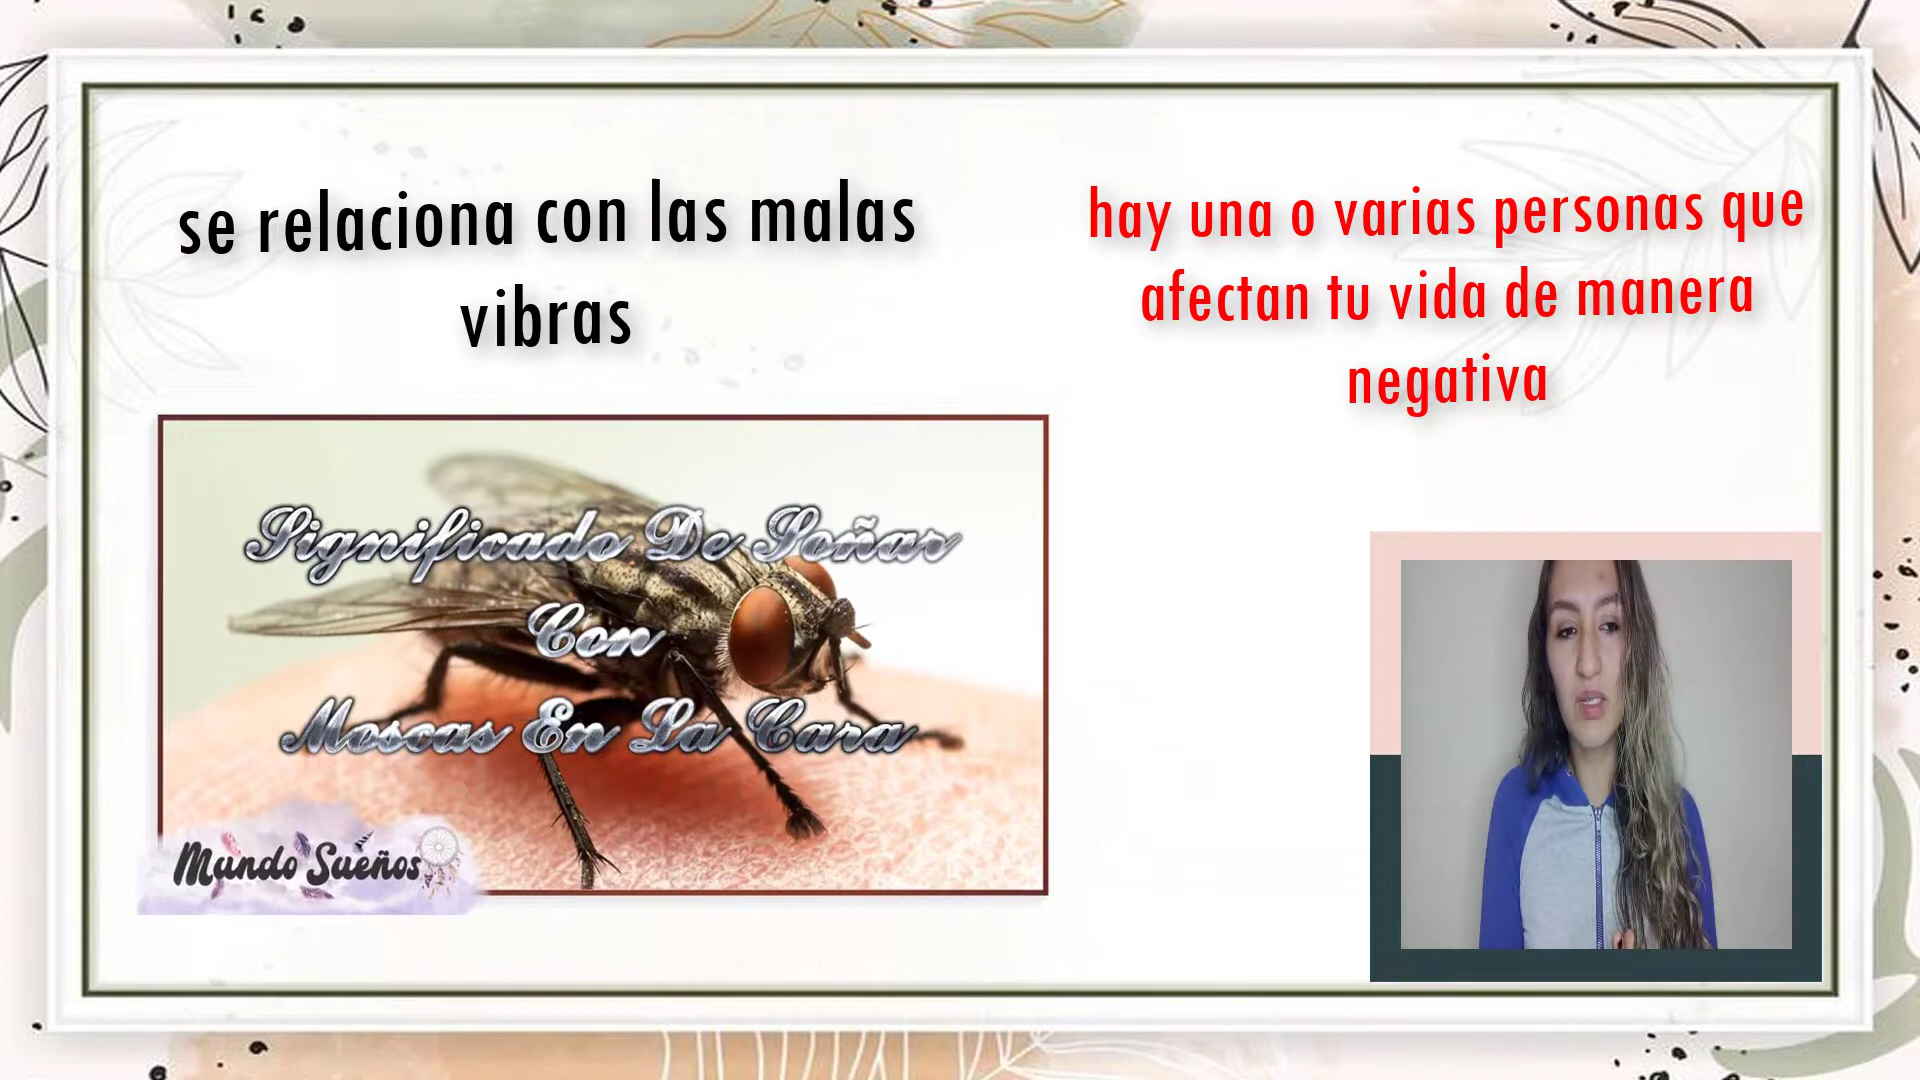 se relaciona con las malas
vibras
hay una o varias personas que
afectan tu vida de manera
negativa
Significado De Soñar
Con
Moscas En La Cara
Mundo Sueños